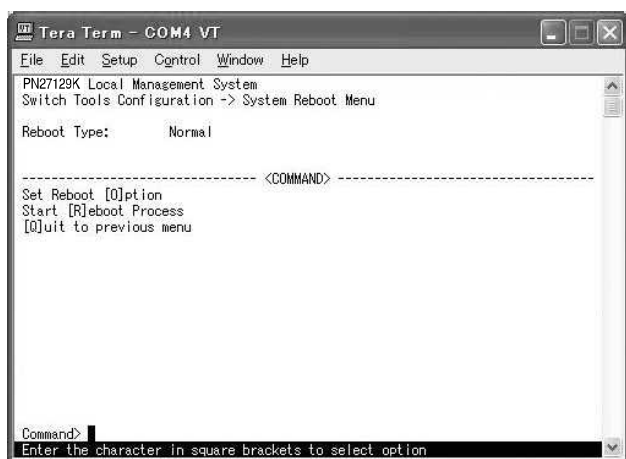 Tera Term - COM4 VT
File Edit Setup Control Window Help
PN27129K Local Management System
Switch Tools Configuration -> System Reboot Menu
Reboot Type: Normal
-------------------------------- <COMMAND> -----------------------------------
Set Reboot [O]ption
Start [R]eboot Process
[Q]uit to previous menu
Command>
Enter the character in square brackets to select option